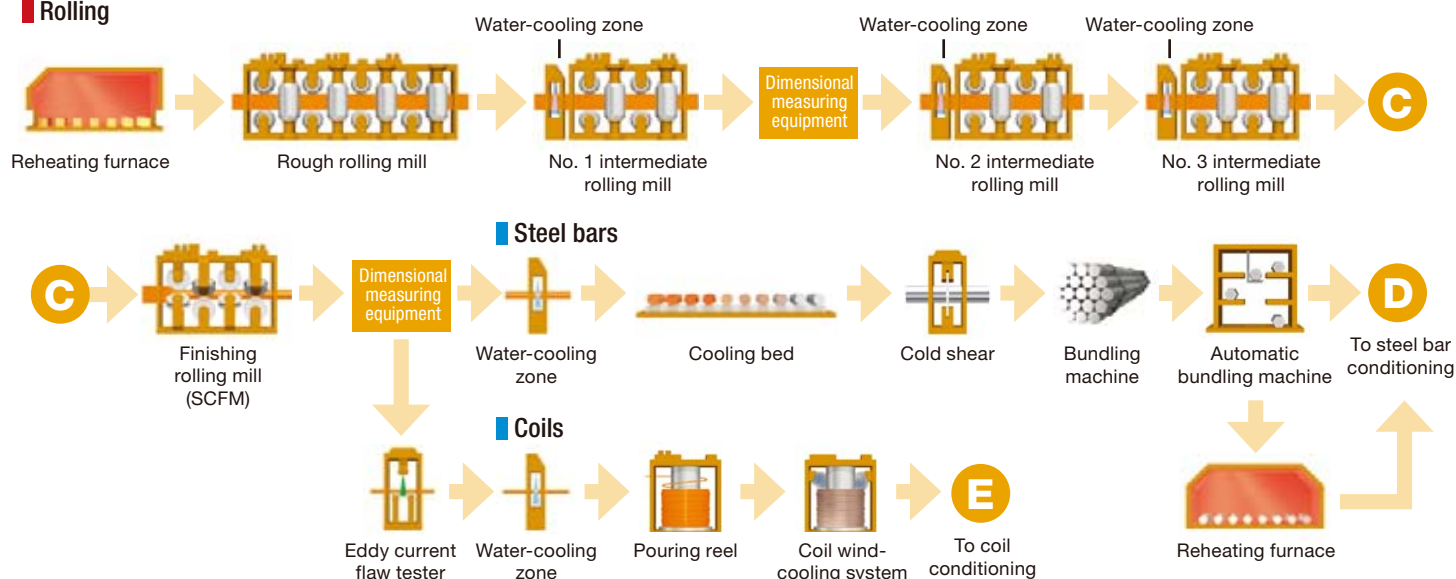 Rolling
Water-cooling zone
Water-cooling zone
Water-cooling zone
Dimensional
measuring
equipment
C
Reheating furnace
Rough rolling mill
No. 1 intermediate
rolling mill
No. 2 intermediate
rolling mill
No. 3 intermediate
rolling mill
Steel bars
C
Dimensional
measuring
equipment
D
Finishing
rolling mill
(SCFM)
Water-cooling
zone
Cooling bed
Cold shear
Bundling
machine
Automatic
bundling machine
To steel bar
conditioning
Coils
E
Eddy current
flaw tester
Water-cooling
zone
Pouring reel
Coil wind-
cooling system
To coil
conditioning
Reheating furnace